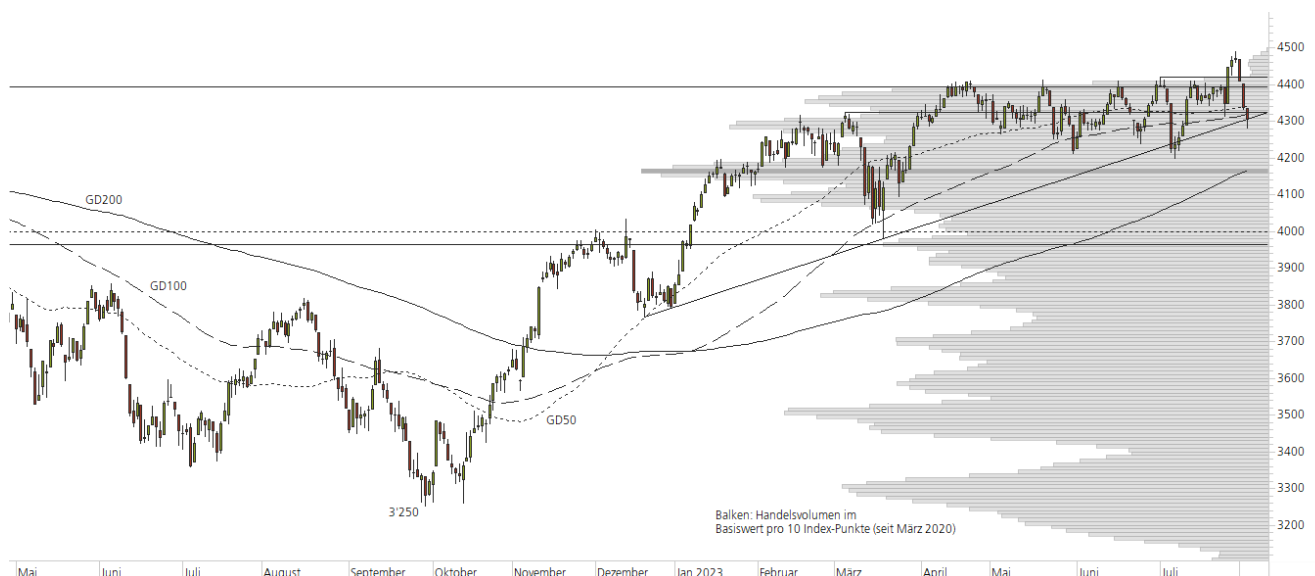 4500
4400
4300
4200
GD200
4000
GD100
3900
3800
3700
3600
3500
GD50
3400
3300
3'250
Balken: Handelsvolumen im
Basiswert pro 10 Index-Punkte (seit März 2020)
3200
Mai Juni Juli August September Oktober November Dezember Jan 2023 Februar März April Mai Juni Juli